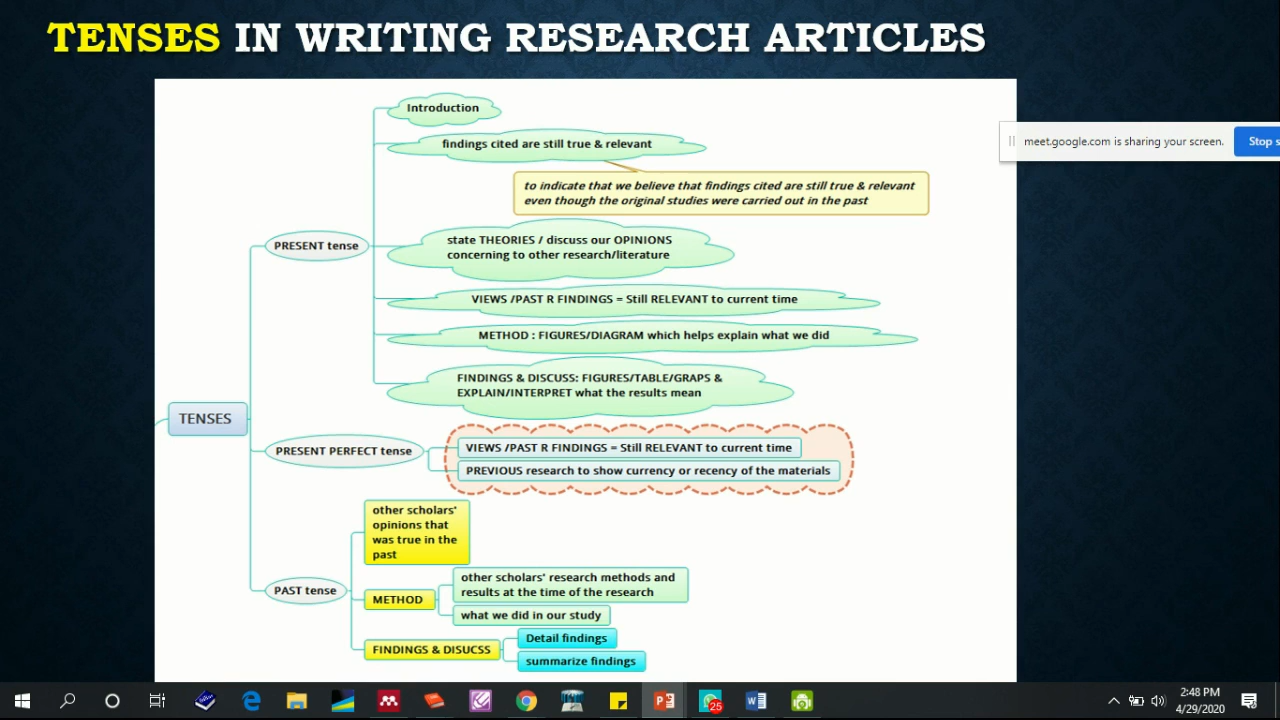 TENSES IN WRITING RESEARCH ARTICLES
Introduction
findings cited are still true & relevant
meet.google.com is sharing your screen.
Stop s
to indicate that we believe that findings cited are still true & relevant
even though the original studies were carried out in the past
PRESENT tense
state THEORIES / discuss our OPINIONS
concerning to other research/literature
VIEWS /PAST R FINDINGS = Still RELEVANT to current time
METHOD : FIGURES/DIAGRAM which helps explain what we did
FINDINGS & DISCUSS: FIGURES/TABLE/GRAPS &
EXPLAIN/INTERPRET what the results mean
TENSES
PRESENT PERFECT tense
VIEWS /PAST R FINDINGS = Still RELEVANT to current time
PREVIOUS research to show currency or recency of the materials
PAST tense
other scholars'
opinions that
was true in the
past
METHOD
other scholars' research methods and
results at the time of the research
what we did in our study
FINDINGS & DISUCSS
Detail findings
summarize findings
25
2:48 PM
4/29/2020